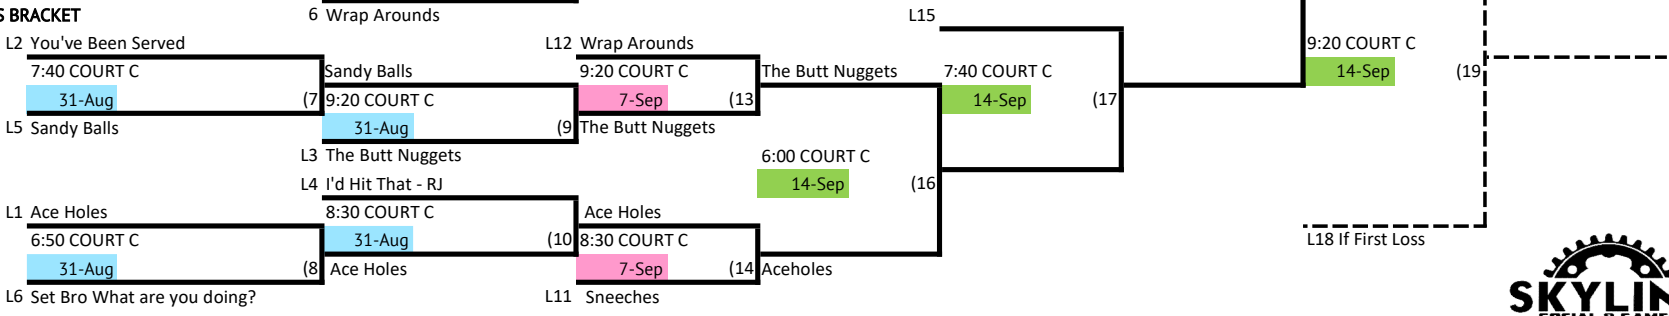 S BRACKET
6 Wrap Arounds
L15
L2 You've Been Served
L12 Wrap Arounds
9:20 COURT C
7:40 COURT C
Sandy Balls
9:20 COURT C
The Butt Nuggets
7:40 COURT C
14-Sep
(19
31-Aug
(7
9:20 COURT C
7-Sep
(13
14-Sep
(17
L5 Sandy Balls
31-Aug
(9
The Butt Nuggets
L3 The Butt Nuggets
6:00 COURT C
L4 I'd Hit That - RJ
14-Sep
(16
L1 Ace Holes
8:30 COURT C
Ace Holes
6:50 COURT C
31-Aug
(10
8:30 COURT C
L18 If First Loss
31-Aug
(8
Ace Holes
7-Sep
(14
Aceholes
L6 Set Bro What are you doing?
L11 Sneeches
SKYLIN